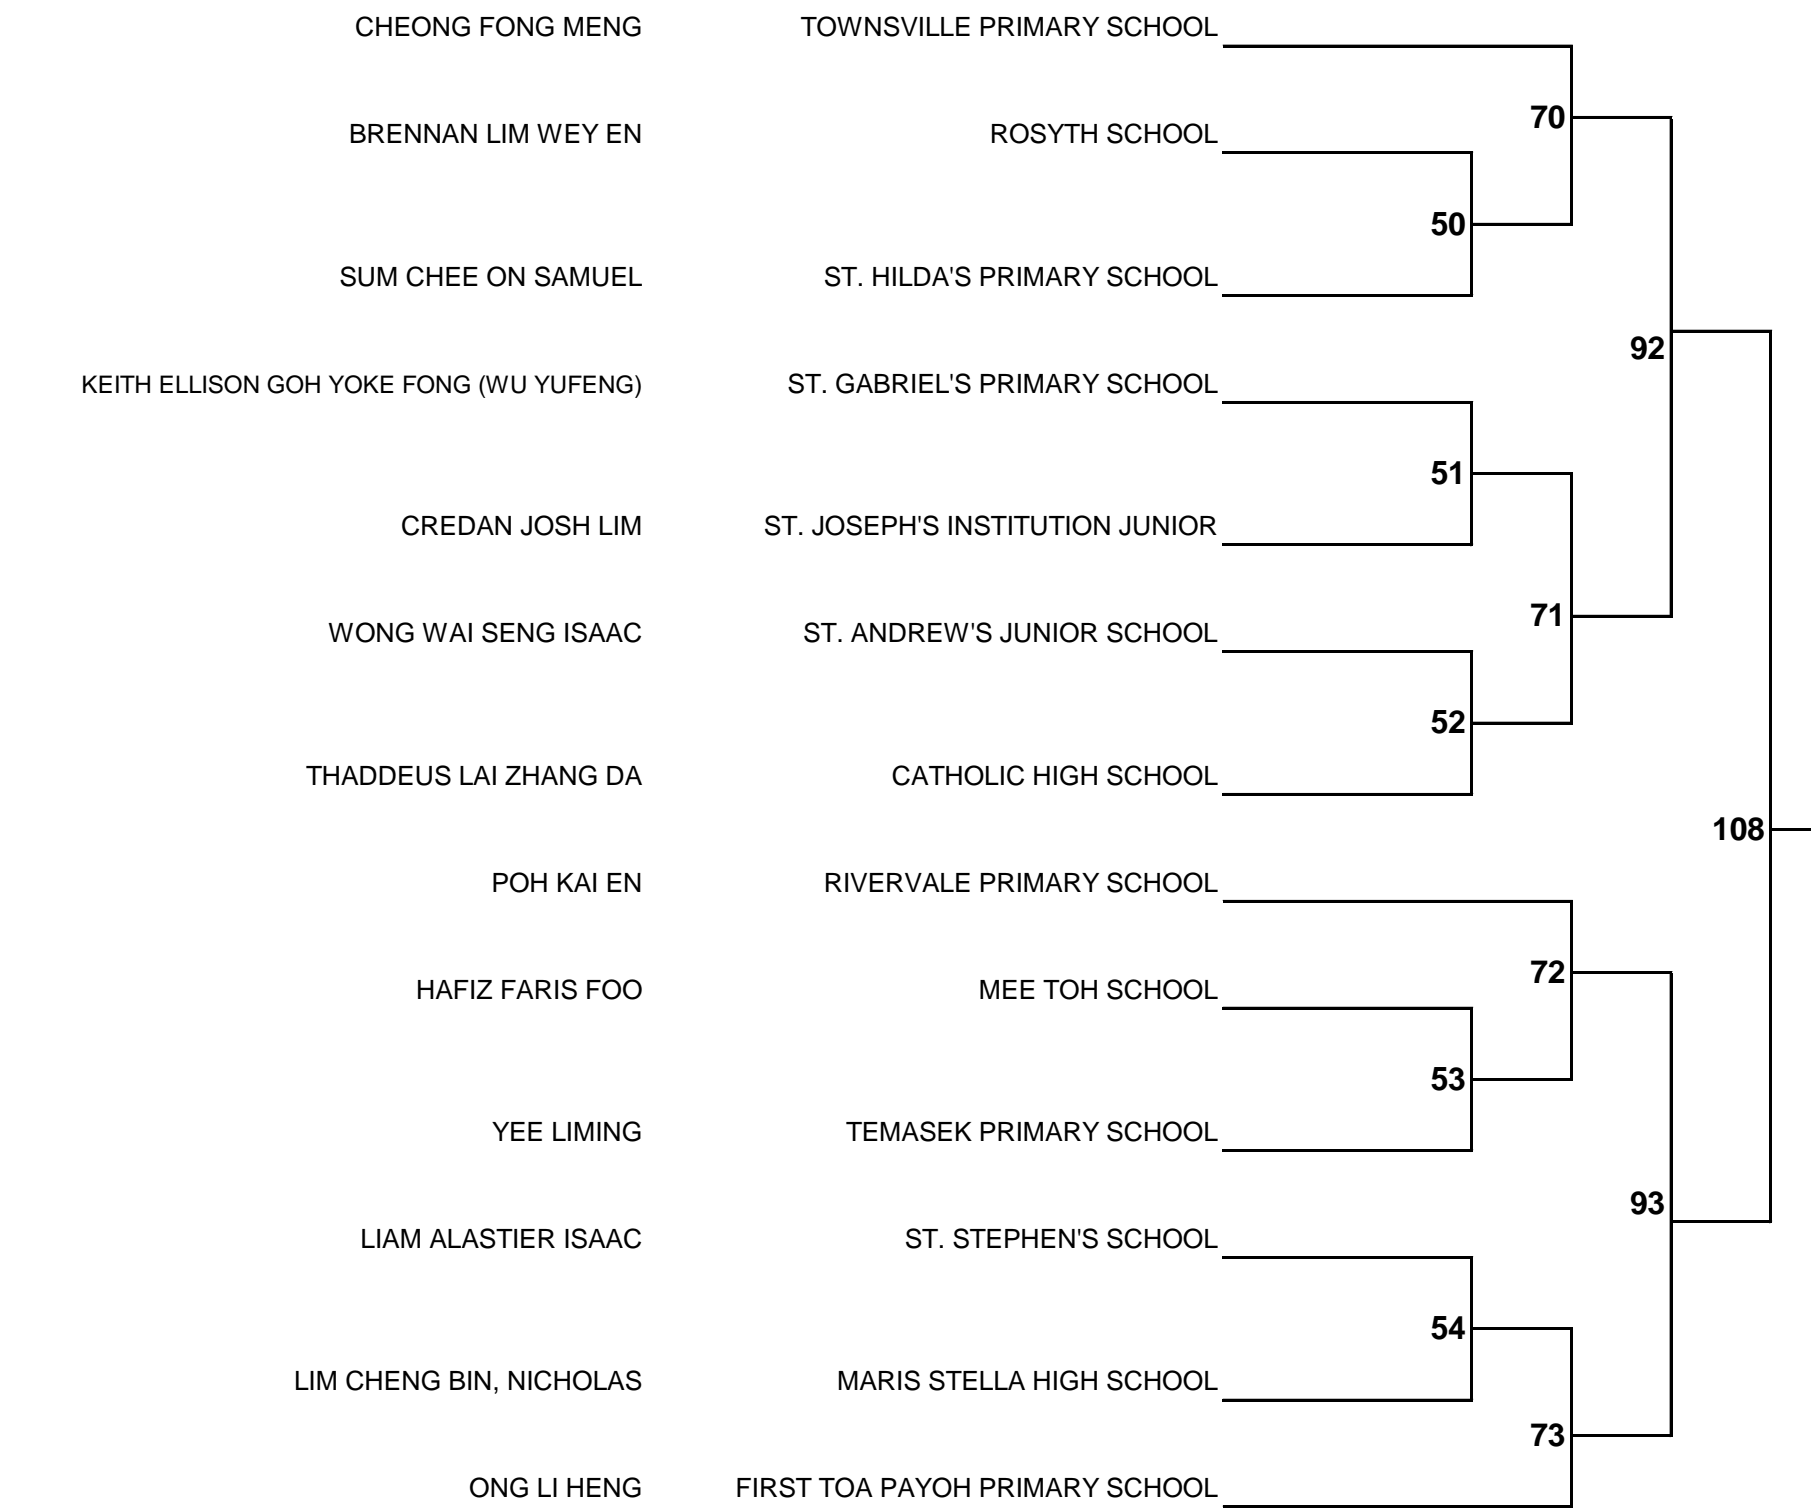 CHEONG FONG MENG TOWNSVILLE PRIMARY SCHOOL
70
BRENNAN LIM WEY EN ROSYTH SCHOOL
50
SUM CHEE ON SAMUEL ST. HILDA'S PRIMARY SCHOOL
92
KEITH ELLISON GOH YOKE FONG (WU YUFENG) ST. GABRIEL'S PRIMARY SCHOOL
51
CREDAN JOSH LIM ST. JOSEPH'S INSTITUTION JUNIOR
71
WONG WAI SENG ISAAC ST. ANDREW'S JUNIOR SCHOOL
52
THADDEUS LAI ZHANG DA CATHOLIC HIGH SCHOOL
108
POH KAI EN RIVERVALE PRIMARY SCHOOL
72
HAFIZ FARIS FOO MEE TOH SCHOOL
53
YEE LIMING TEMASEK PRIMARY SCHOOL
93
LIAM ALASTIER ISAAC ST. STEPHEN'S SCHOOL
54
LIM CHENG BIN, NICHOLAS MARIS STELLA HIGH SCHOOL
73
ONG LI HENG FIRST TOA PAYOH PRIMARY SCHOOL